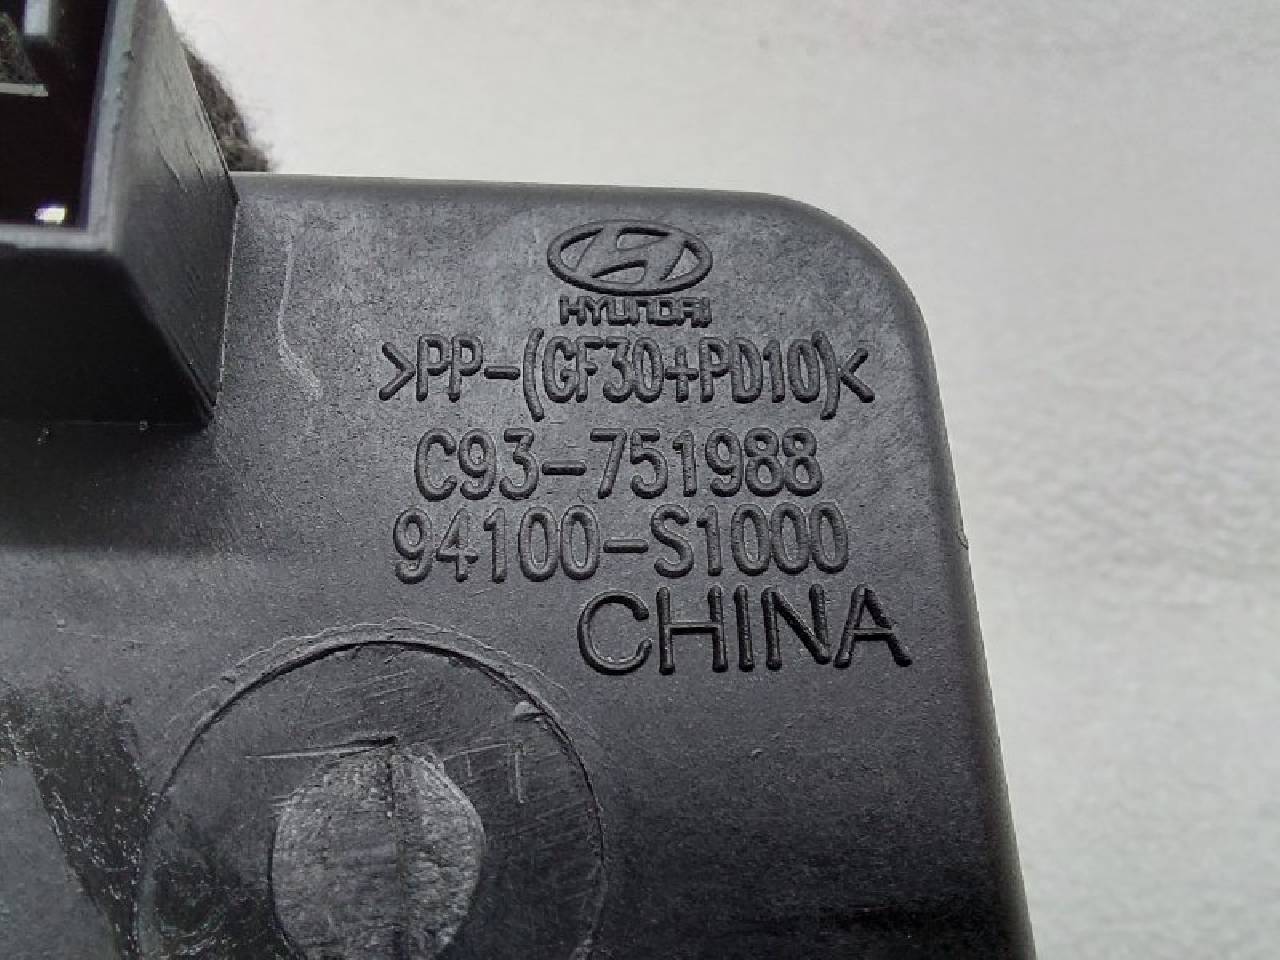 HYUNDAI
>PP-(GF30+PD10)<
C93-751988
94100-S1000
CHINA